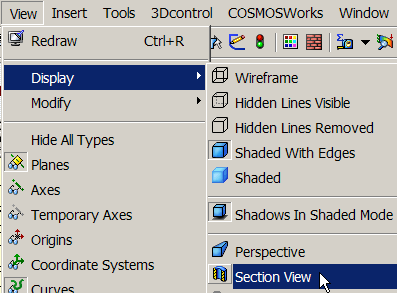 View Insert Tools 3Dcontrol COSMOSWorks
Redraw Ctrl+R
Display
Modify
Hide All Types
Planes
Axes
Temporary Axes
Origins
Coordinate Systems
Curves
Wireframe
Hidden Lines Visible
Hidden Lines Removed
Shaded With Edges
Shaded
Shadows In Shaded Mode
Perspective
Section View